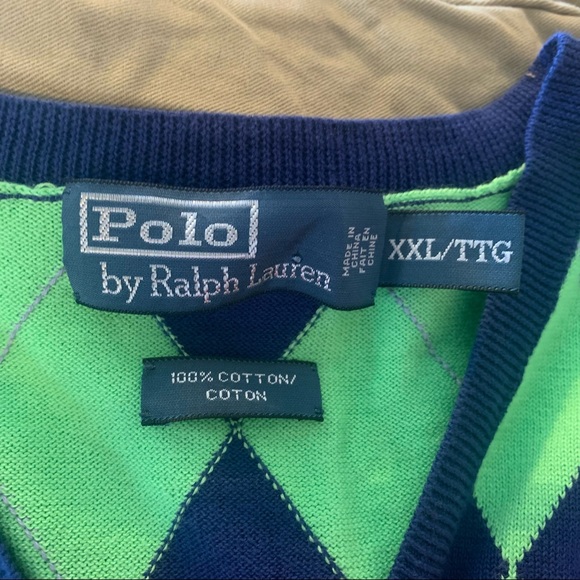 Polo
by Ralph Lauren
MADE IN
CHINA
FAIT EN
CHINE
XXL/TTG
100% COTTON/
COTON